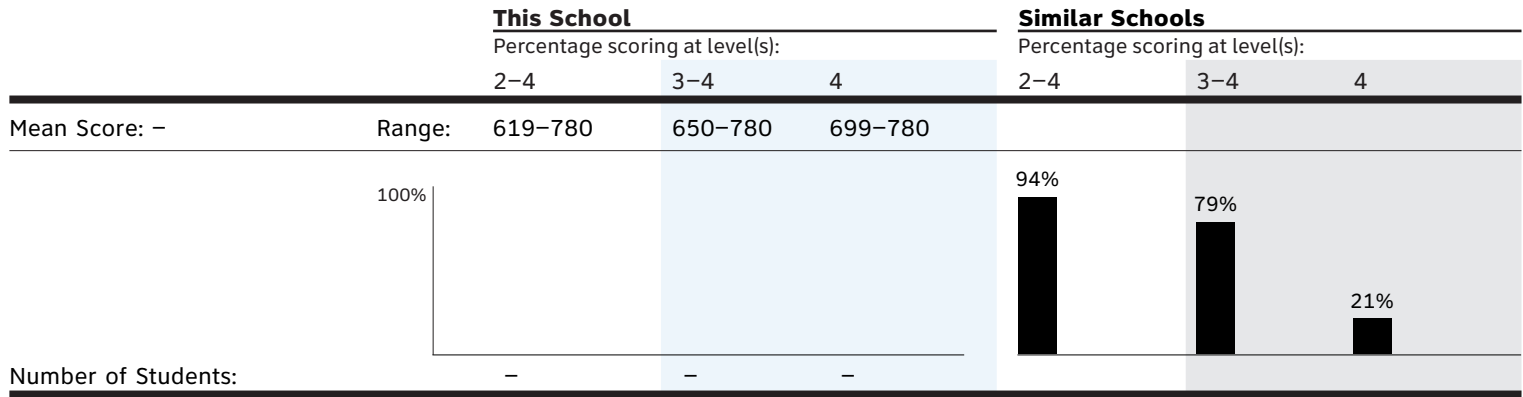 This School Similar Schools
Percentage scoring at level(s): Percentage scoring at level(s):
2–4 3–4 4 2–4 3–4 4
Mean Score: – Range: 619–780 650–780 699–780
94%
100% 79%
21%
Number of Students: – – –